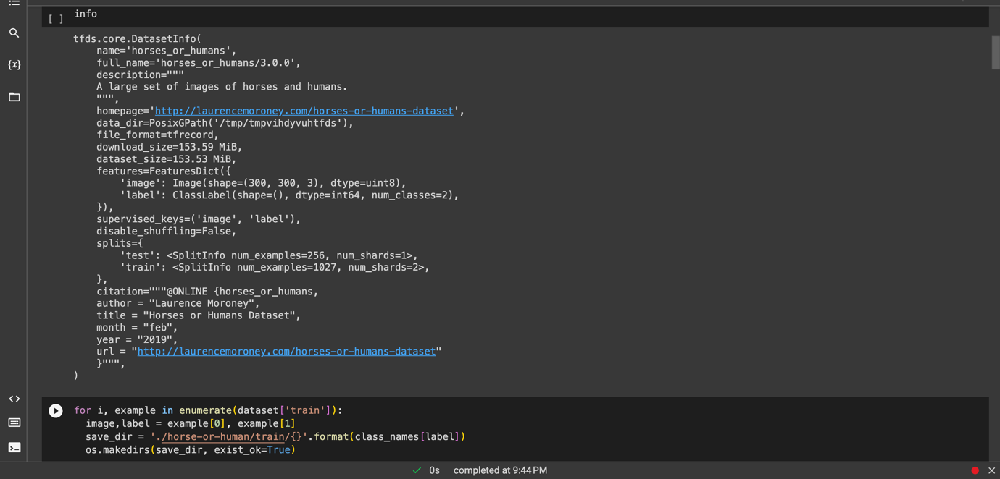 info
[ ]
tfds.core.DatasetInfo(
    name='horses_or_humans',
    full_name='horses_or_humans/3.0.0',
    description="""
    A large set of images of horses and humans.
    """,
    homepage='http://laurencemoroney.com/horses-or-humans-dataset',
    data_dir=PosixGPath('/tmp/tmpvihdyvuhtfds'),
    file_format=tfrecord,
    download_size=153.59 MiB,
    dataset_size=153.53 MiB,
    features=FeaturesDict({
        'image': Image(shape=(300, 300, 3), dtype=uint8),
        'label': ClassLabel(shape=(), dtype=int64, num_classes=2),
    }),
    supervised_keys=('image', 'label'),
    disable_shuffling=False,
    splits={
        'test': <SplitInfo num_examples=256, num_shards=1>,
        'train': <SplitInfo num_examples=1027, num_shards=2>,
    },
    citation="""@ONLINE {horses_or_humans,
    author = "Laurence Moroney",
    title = "Horses or Humans Dataset",
    month = "feb",
    year = "2019",
    url = "http://laurencemoroney.com/horses-or-humans-dataset"
    }""",
)
for i, example in enumerate(dataset['train']):
  image,label = example[0], example[1]
  save_dir = './horse-or-human/train/{}'.format(class_names[label])
  os.makedirs(save_dir, exist_ok=True)
0s completed at 9:44 PM